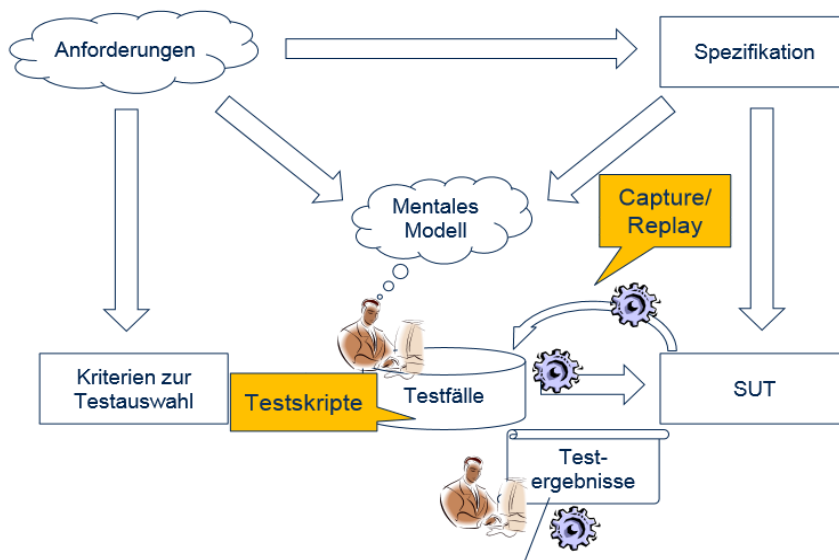 Anforderungen
Spezifikation
Mentales
Modell
Capture/
Replay
Kriterien zur
Testauswahl
Testskripte
Testfälle
SUT
Test-
ergebnisse